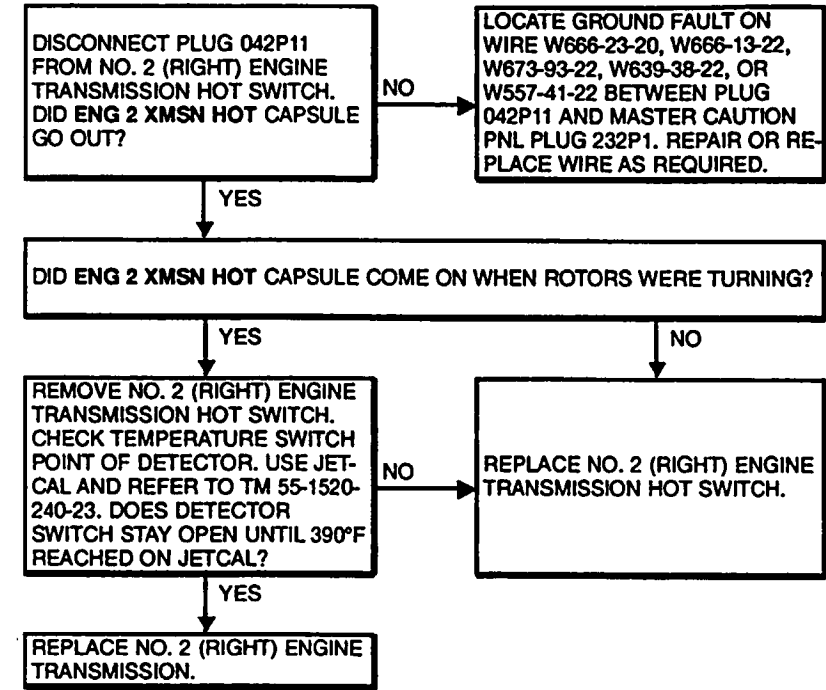 DISCONNECT PLUG 042P11
FROM NO. 2 (RIGHT) ENGINE
TRANSMISSION HOT SWITCH.
DID ENG 2 XMSN HOT CAPSULE
GO OUT?
NO
LOCATE GROUND FAULT ON
WIRE W666-23-20, W666-13-22,
W673-93-22, W639-38-22, OR
W557-41-22 BETWEEN PLUG
042P11 AND MASTER CAUTION
PNL PLUG 232P1. REPAIR OR RE-
PLACE WIRE AS REQUIRED.
YES
DID ENG 2 XMSN HOT CAPSULE COME ON WHEN ROTORS WERE TURNING?
YES
NO
REMOVE NO. 2 (RIGHT) ENGINE
TRANSMISSION HOT SWITCH.
CHECK TEMPERATURE SWITCH
POINT OF DETECTOR. USE JET-
CAL AND REFER TO TM 55-1520-
240-23. DOES DETECTOR
SWITCH STAY OPEN UNTIL 390°F
REACHED ON JETCAL?
NO
REPLACE NO. 2 (RIGHT) ENGINE
TRANSMISSION HOT SWITCH.
YES
REPLACE NO. 2 (RIGHT) ENGINE
TRANSMISSION.